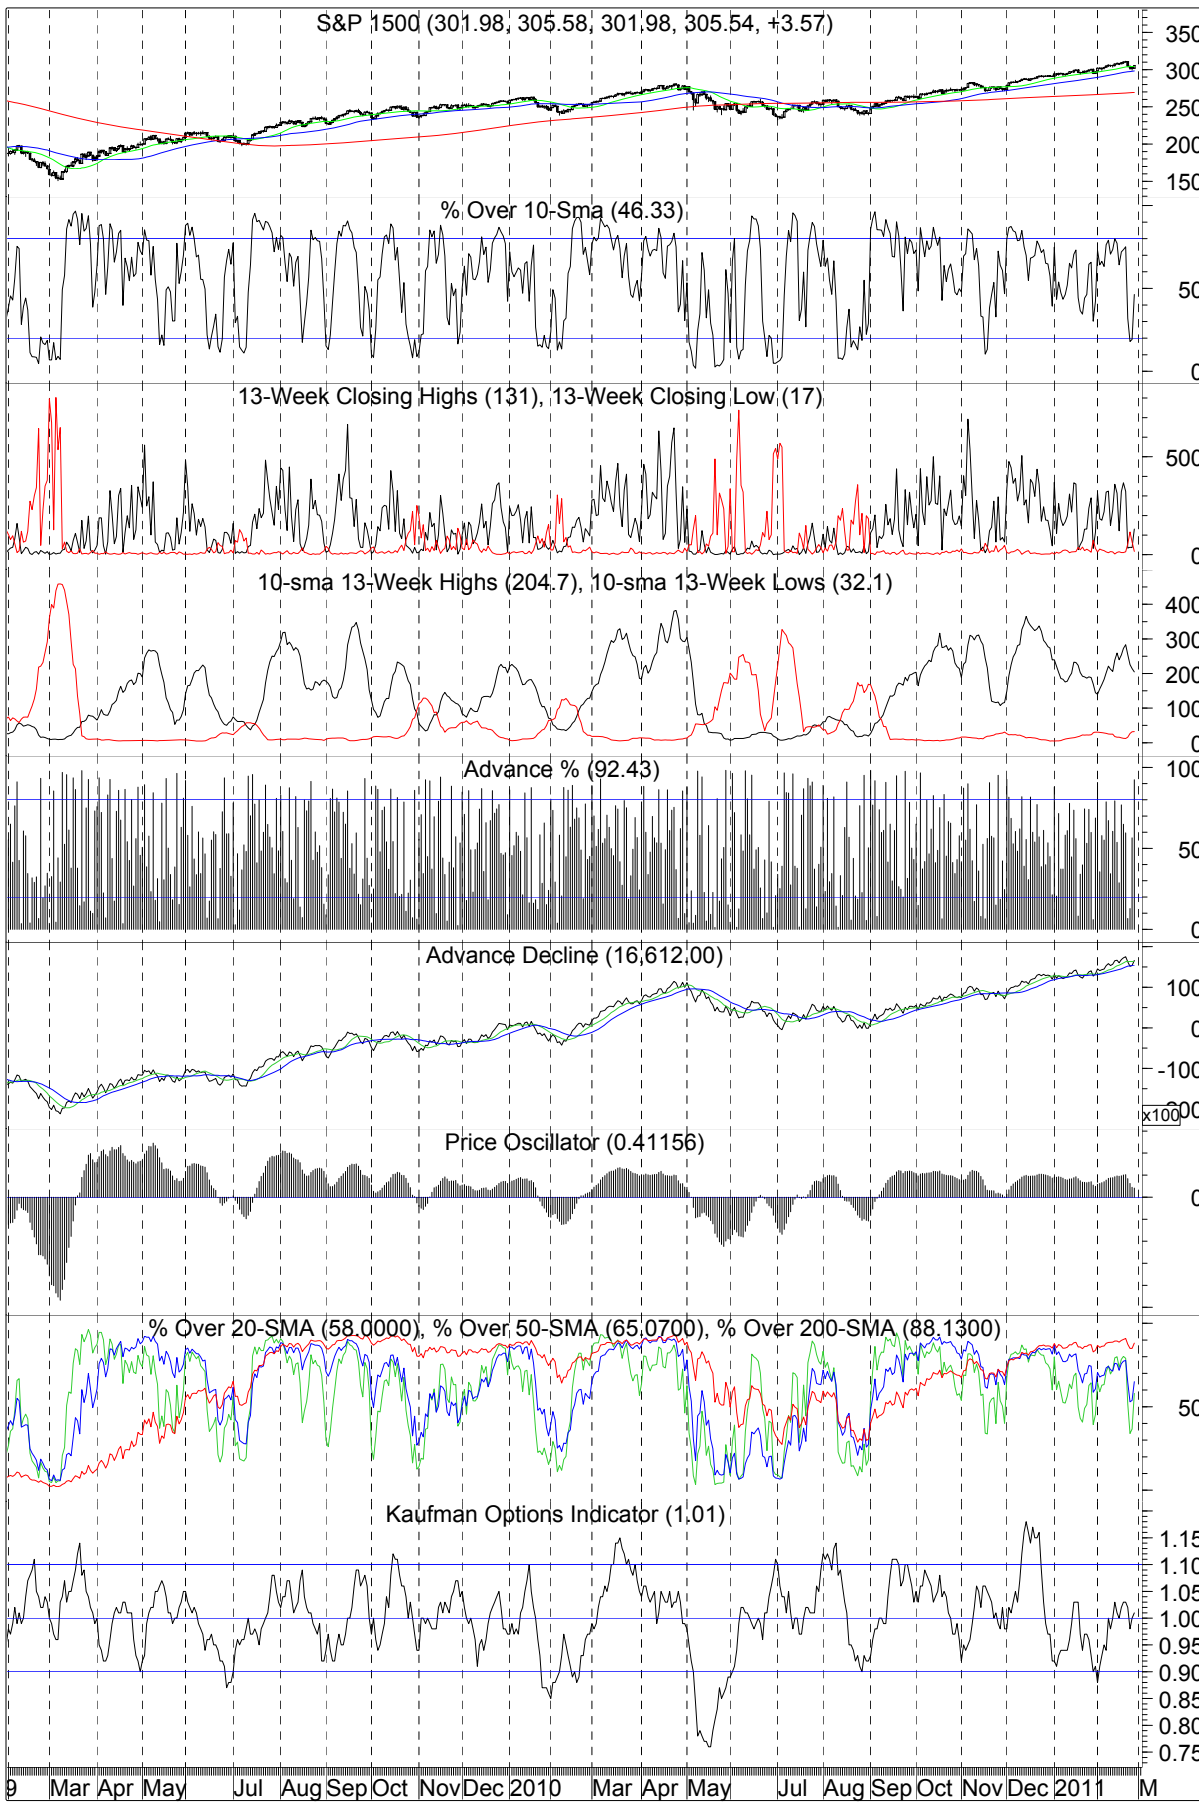 S&P 1500 (301.98, 305.58, 301.98, 305.54, +3.57)
350
300
250
200
150
% Over 10-Sma (46.33)
50
0
13-Week Closing Highs (131), 13-Week Closing Low (17)
500
0
10-sma 13-Week Highs (204.7), 10-sma 13-Week Lows (32.1)
400
300
200
100
0
Advance % (92.43)
100
50
0
Advance Decline (16,612.00)
100
0
-100
x100
Price Oscillator (0.41156)
0
% Over 20-SMA (58.0000), % Over 50-SMA (65.0700), % Over 200-SMA (88.1300)
50
Kaufman Options Indicator (1.01)
1.15
1.10
1.05
1.00
0.95
0.90
0.85
0.80
0.75
9 Mar Apr May Jul Aug Sep Oct Nov Dec 2010 Mar Apr May Jul Aug Sep Oct Nov Dec 2011 M